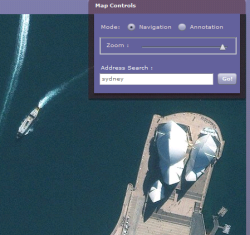 Map Controls
Mode: Navigation Annotation
Zoom :
Address Search :
sydney Go!